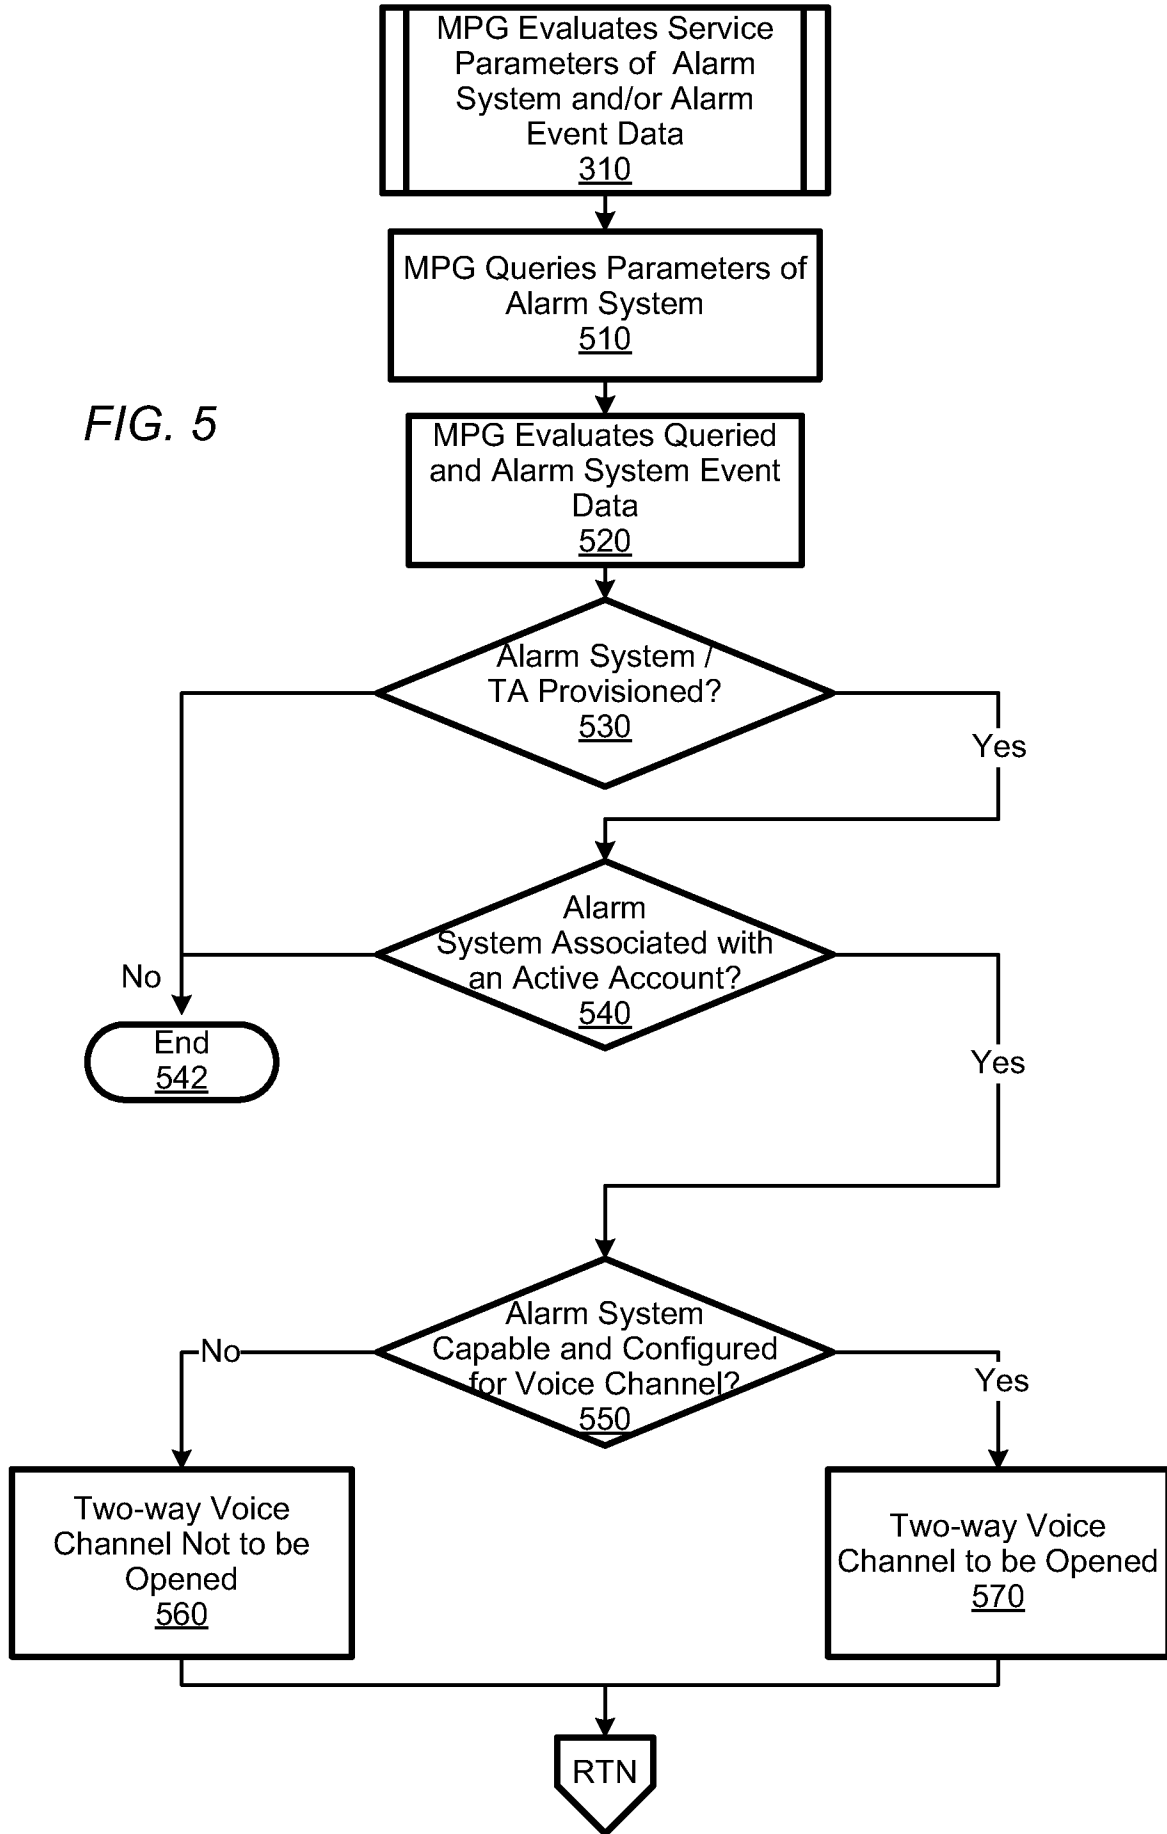 MPG Evaluates Service
Parameters of Alarm
System and/or Alarm
Event Data
310
MPG Queries Parameters of
Alarm System
510
FIG. 5
MPG Evaluates Queried
and Alarm System Event
Data
520
Alarm System /
TA Provisioned?
530
Yes
Alarm
System Associated with
an Active Account?
540
No
End
542
Yes
Alarm System
Capable and Configured
for Voice Channel?
550
No
Yes
Two-way Voice
Channel Not to be
Opened
560
Two-way Voice
Channel to be Opened
570
RTN